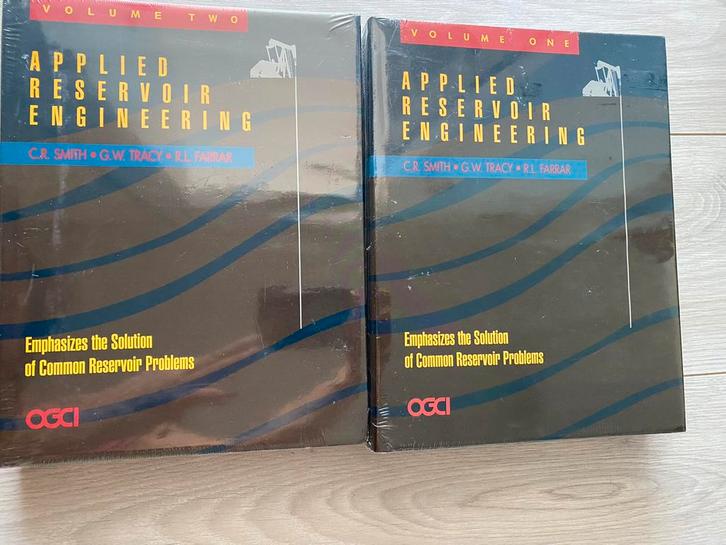 VOLUME TWO
APPLIED
RESERVOIR
ENGINEERING
C.R. SMITH • G.W. TRACY • R.L. FARRAR
Emphasizes the Solution
of Common Reservoir Problems
OGCI
VOLUME ONE
APPLIED
RESERVOIR
ENGINEERING
C.R. SMITH • G.W. TRACY • R.L. FARRAR
Emphasizes the Solution
of Common Reservoir Problems
OGCI